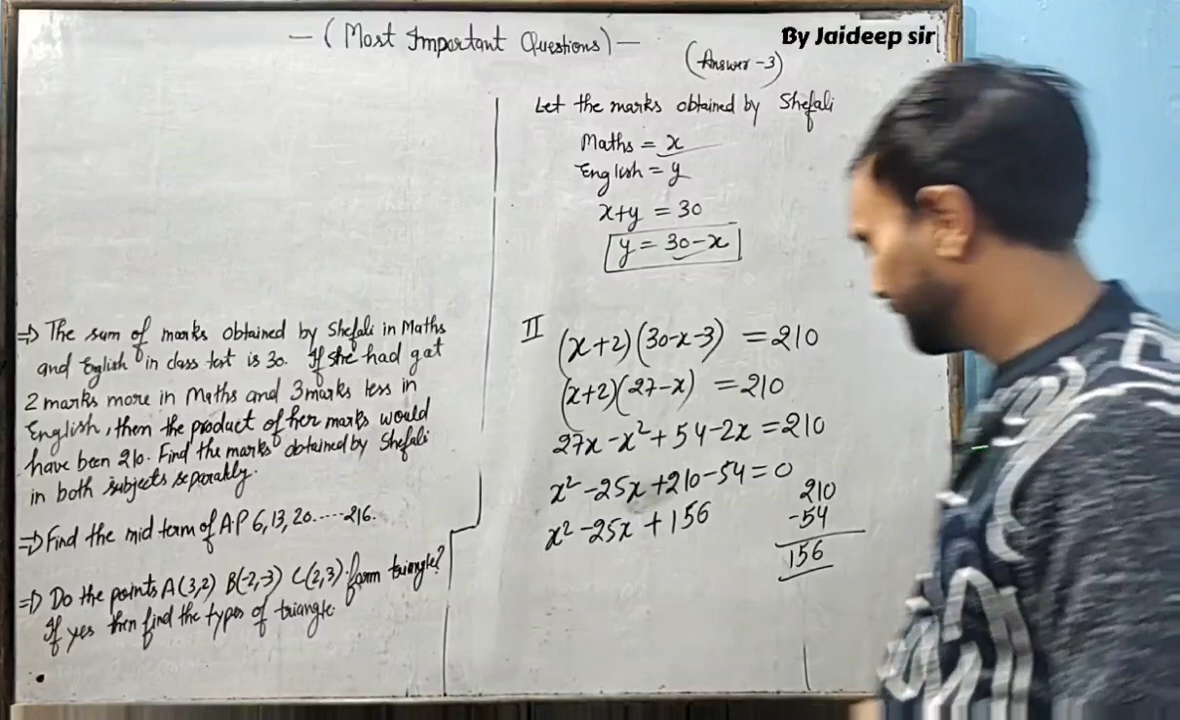 — (Most Important Questions) —
By Jaideep sir
(Answer -3)
Let the marks obtained by Shefali
Maths = x
English = y
x+y = 30
y = 30-x
⇒ The sum of marks obtained by Shefali in Maths
and English in class test is 30. If she had got
2 marks more in Maths and 3 marks less in
English, then the product of her marks would
have been 210. Find the marks obtained by Shefali
in both subjects separately.
⇒ Find the mid term of A.P 6, 13, 20.....216.
⇒ Do the points A(3,2) B(-2,-3) C(2,3) form triangle?
If yes then find the types of triangle.
II
(x+2)(30-x-3) = 210
(x+2)(27-x) = 210
27x - x² + 54 - 2x = 210
x² - 25x + 210 - 54 = 0
x² - 25x + 156
210
-54
156